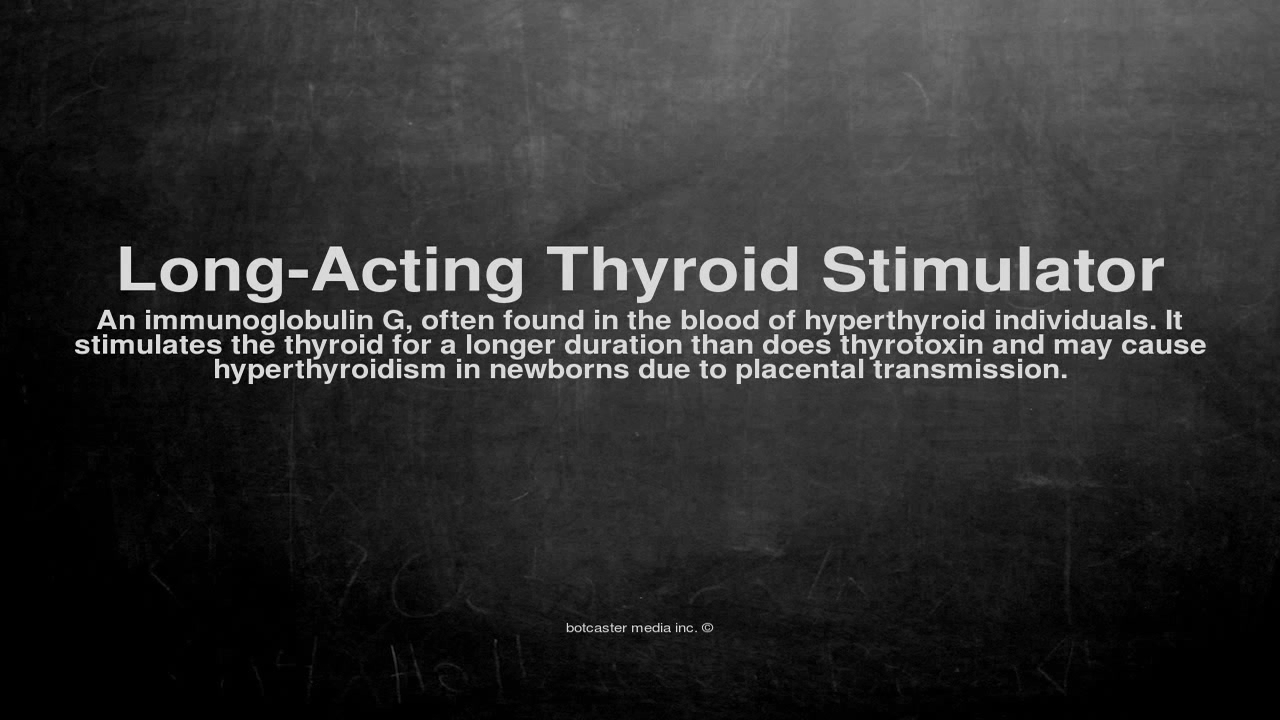 Long-Acting Thyroid Stimulator
An immunoglobulin G, often found in the blood of hyperthyroid individuals. It
stimulates the thyroid for a longer duration than does thyrotoxin and may cause
hyperthyroidism in newborns due to placental transmission.
botcaster media inc. ©